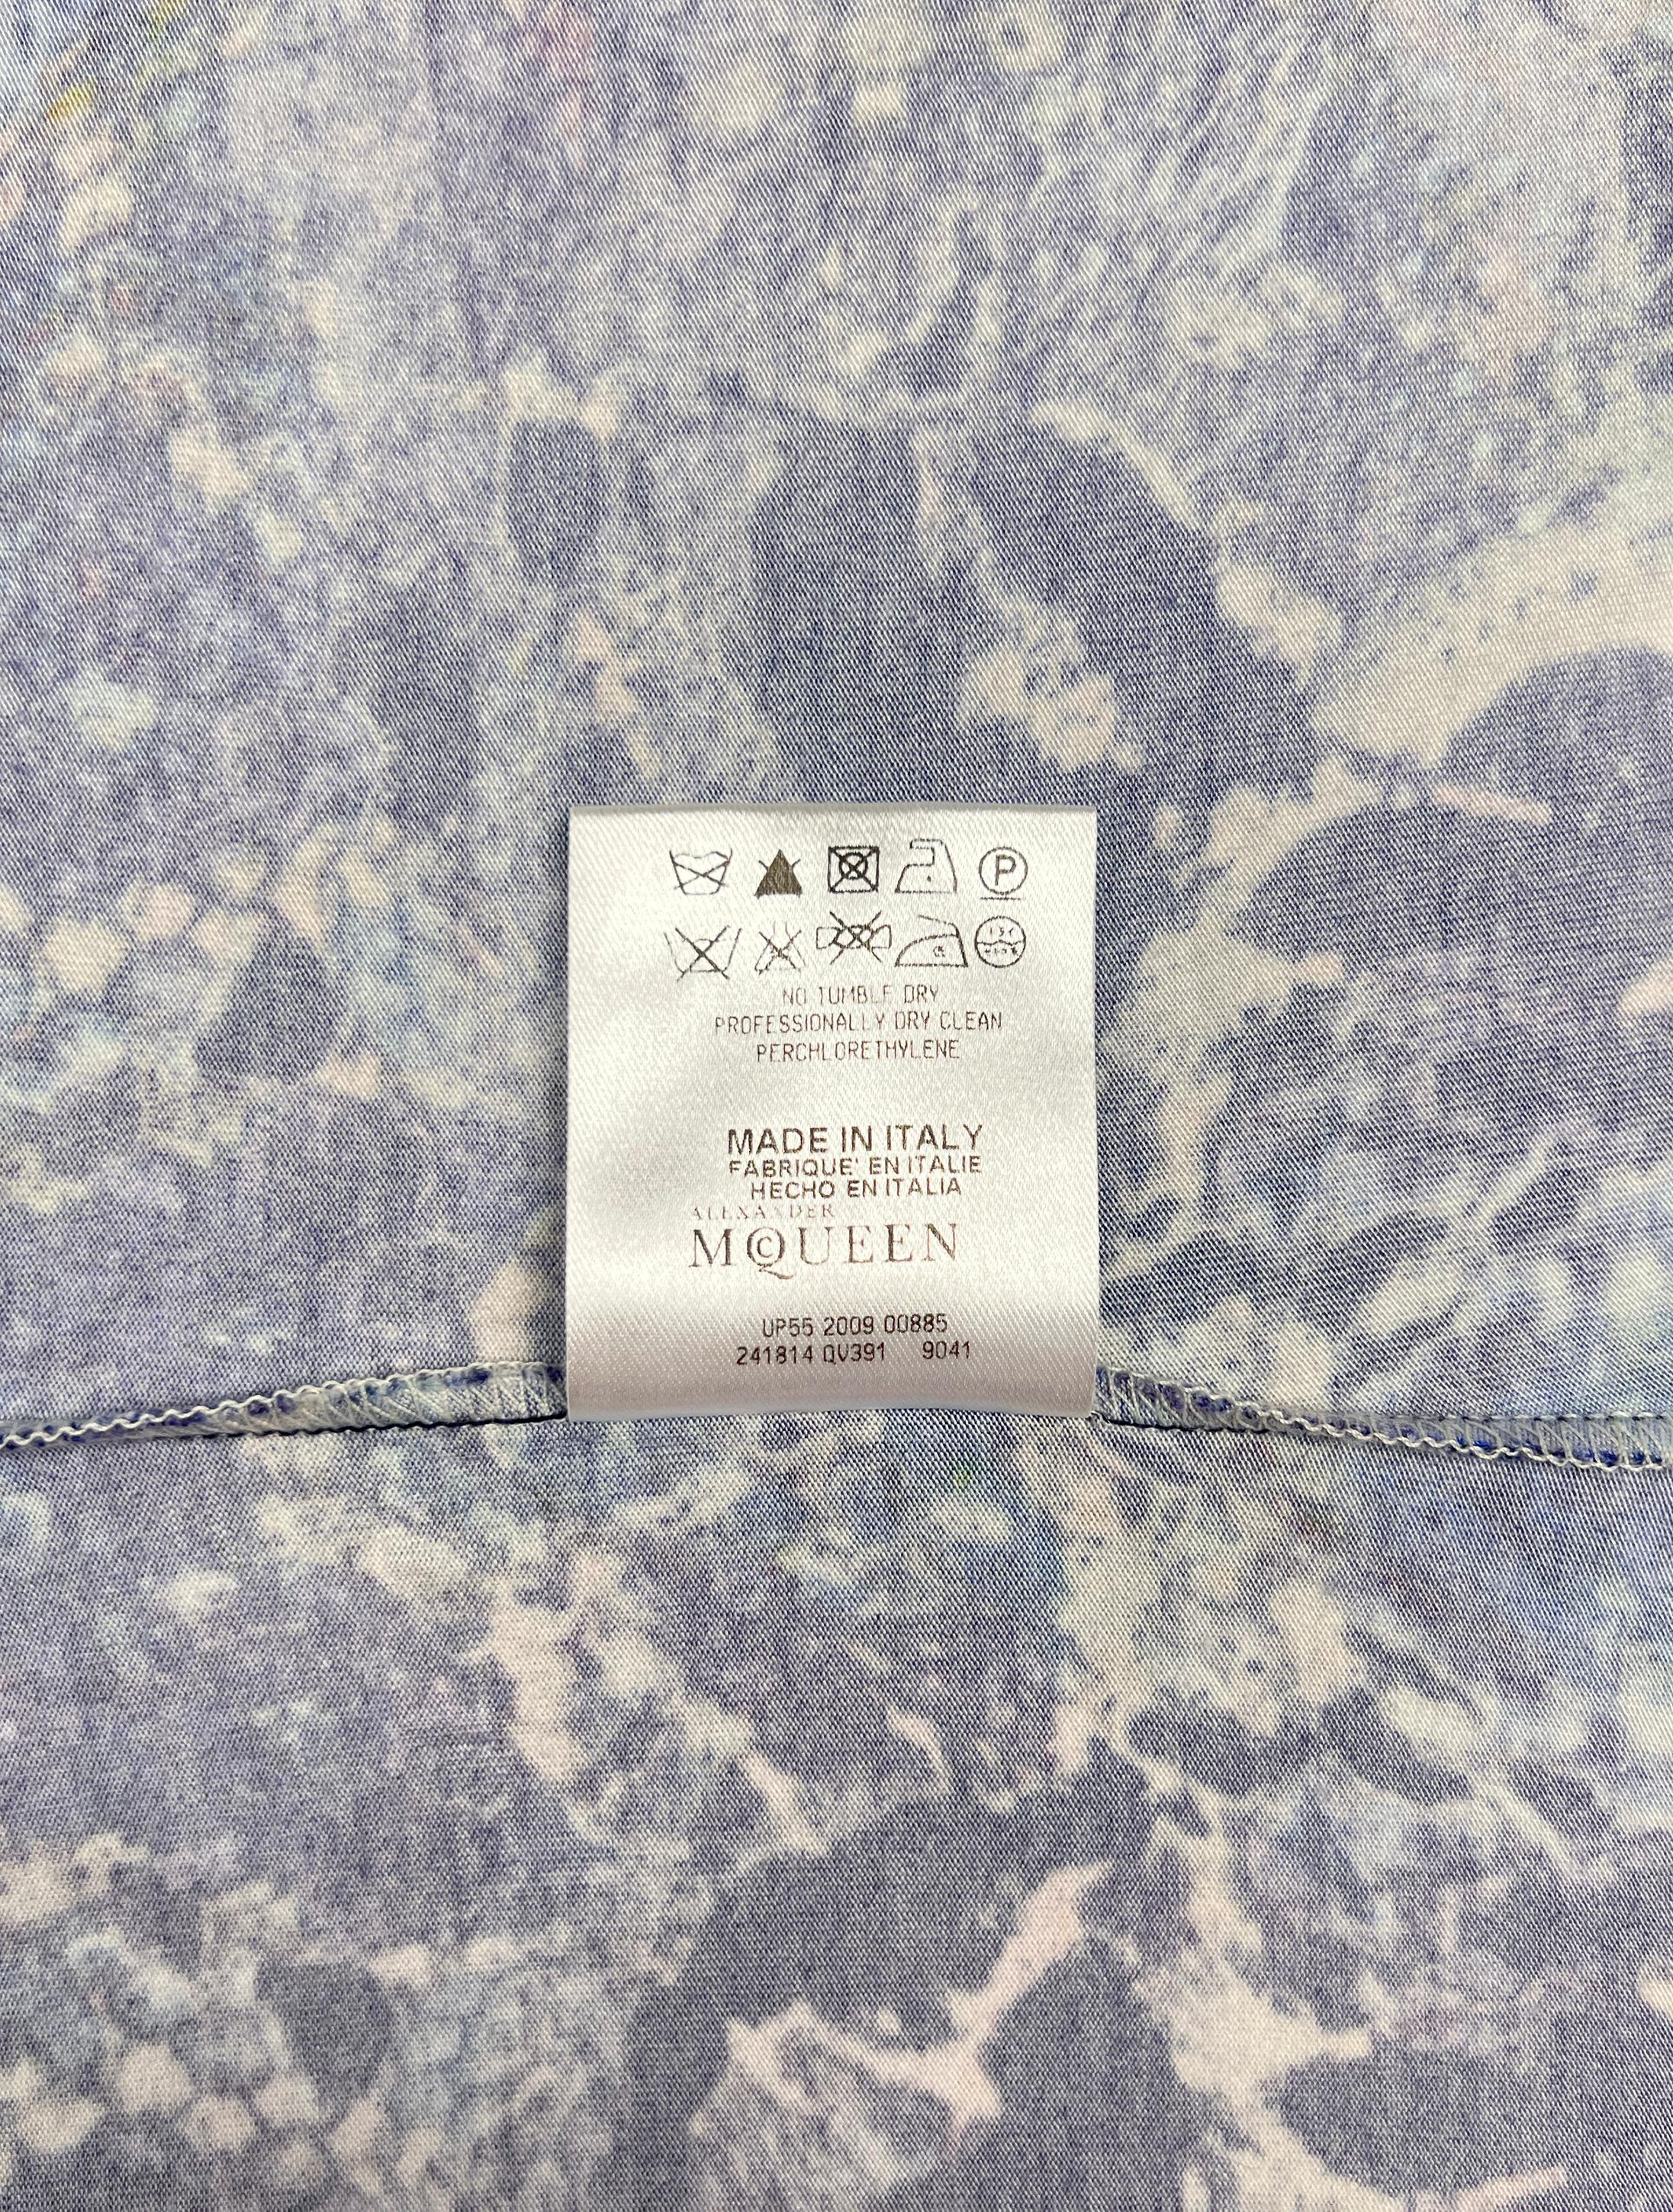 P
NO TUMBLE DRY
PROFESSIONALLY DRY CLEAN
PERCHLORETHYLENE
MADE IN ITALY
FABRIQUE' EN ITALIE
HECHO EN ITALIA
ALEXANDER
MCQUEEN
UP55 2009 00885
241814 QV391 9041